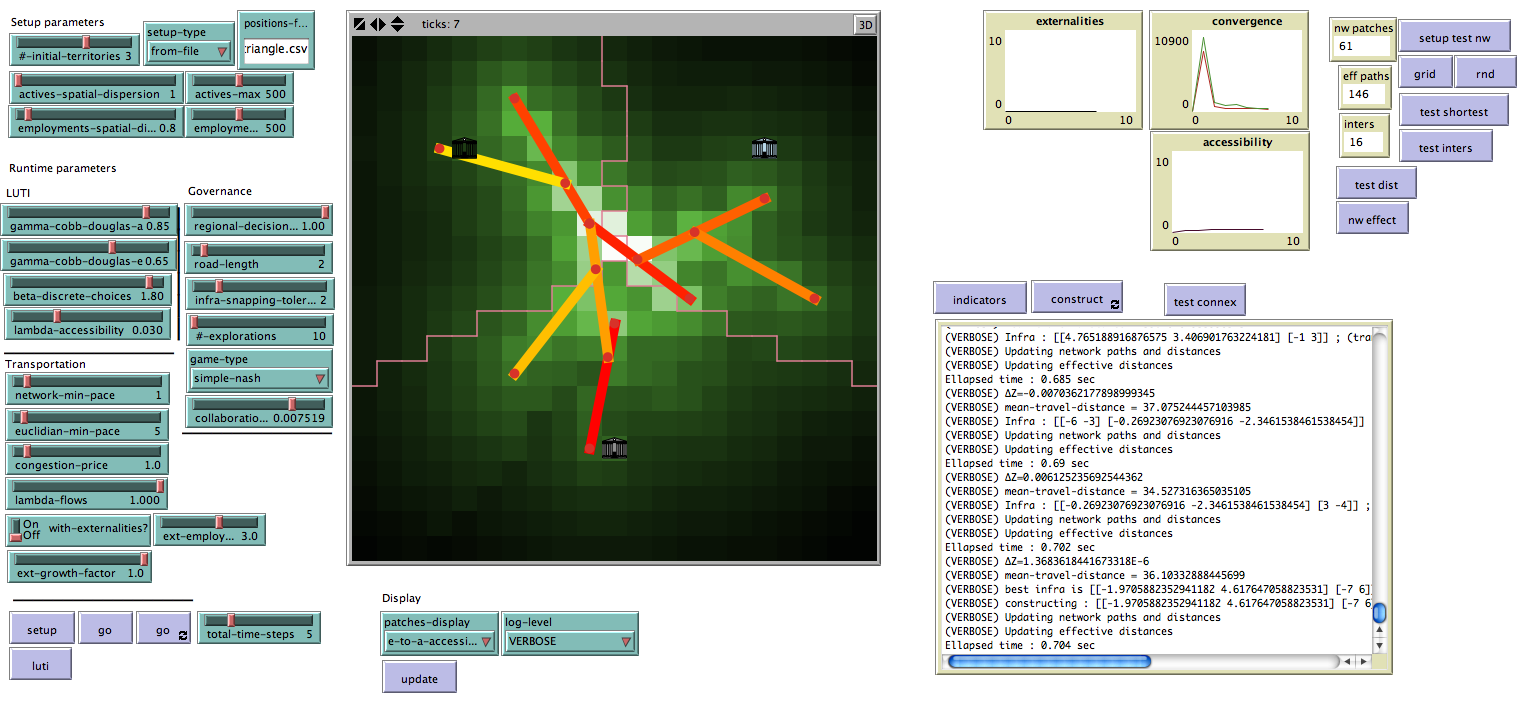 Setup parameters
#-initial-territories 3
setup-type
from-file
positions-f...
triangle.csv
actives-spatial-dispersion 1
actives-max 500
employments-spatial-di... 0.8
employme... 500
Runtime parameters
LUTI
gamma-cobb-douglas-a 0.85
gamma-cobb-douglas-e 0.65
beta-discrete-choices 1.80
lambda-accessibility 0.030
Governance
regional-decision... 1.00
road-length 2
infra-snapping-toler... 2
#-explorations 10
game-type
simple-nash
collaboratio... 0.007519
Transportation
network-min-pace 1
euclidian-min-pace 5
congestion-price 1.0
lambda-flows 1.000
On
Off
with-externalities?
ext-employ... 3.0
ext-growth-factor 1.0
setup
go
go
total-time-steps 5
luti
ticks: 7
3D
Display
patches-display
e-to-a-accessi...
log-level
VERBOSE
update
externalities
10
0
0 10
convergence
10900
0
0 10
accessibility
10
0
0 10
nw patches
61
eff paths
146
inters
16
setup test nw
grid
rnd
test shortest
test inters
test dist
nw effect
indicators
construct
test connex
(VERBOSE) Infra : [[4.765188916876575 3.406901763224181] [-1 3]] ; (tra
(VERBOSE) Updating network paths and distances
(VERBOSE) Updating effective distances
Ellapsed time : 0.685 sec
(VERBOSE) ΔZ=-0.0070362177898999345
(VERBOSE) mean-travel-distance = 37.075244457103985
(VERBOSE) Infra : [[-6 -3] [-0.26923076923076916 -2.3461538461538454]]
(VERBOSE) Updating network paths and distances
(VERBOSE) Updating effective distances
Ellapsed time : 0.69 sec
(VERBOSE) ΔZ=0.006125235692544362
(VERBOSE) mean-travel-distance = 34.527316365035105
(VERBOSE) Infra : [[-0.26923076923076916 -2.3461538461538454] [3 -4]] ;
(VERBOSE) Updating network paths and distances
(VERBOSE) Updating effective distances
Ellapsed time : 0.702 sec
(VERBOSE) ΔZ=1.3683618441673318E-6
(VERBOSE) mean-travel-distance = 36.10332888445699
(VERBOSE) best infra is [[-1.9705882352941182 4.617647058823531] [-7 6]
(VERBOSE) constructing : [[-1.9705882352941182 4.617647058823531] [-7 6
(VERBOSE) Updating network paths and distances
(VERBOSE) Updating effective distances
Ellapsed time : 0.704 sec